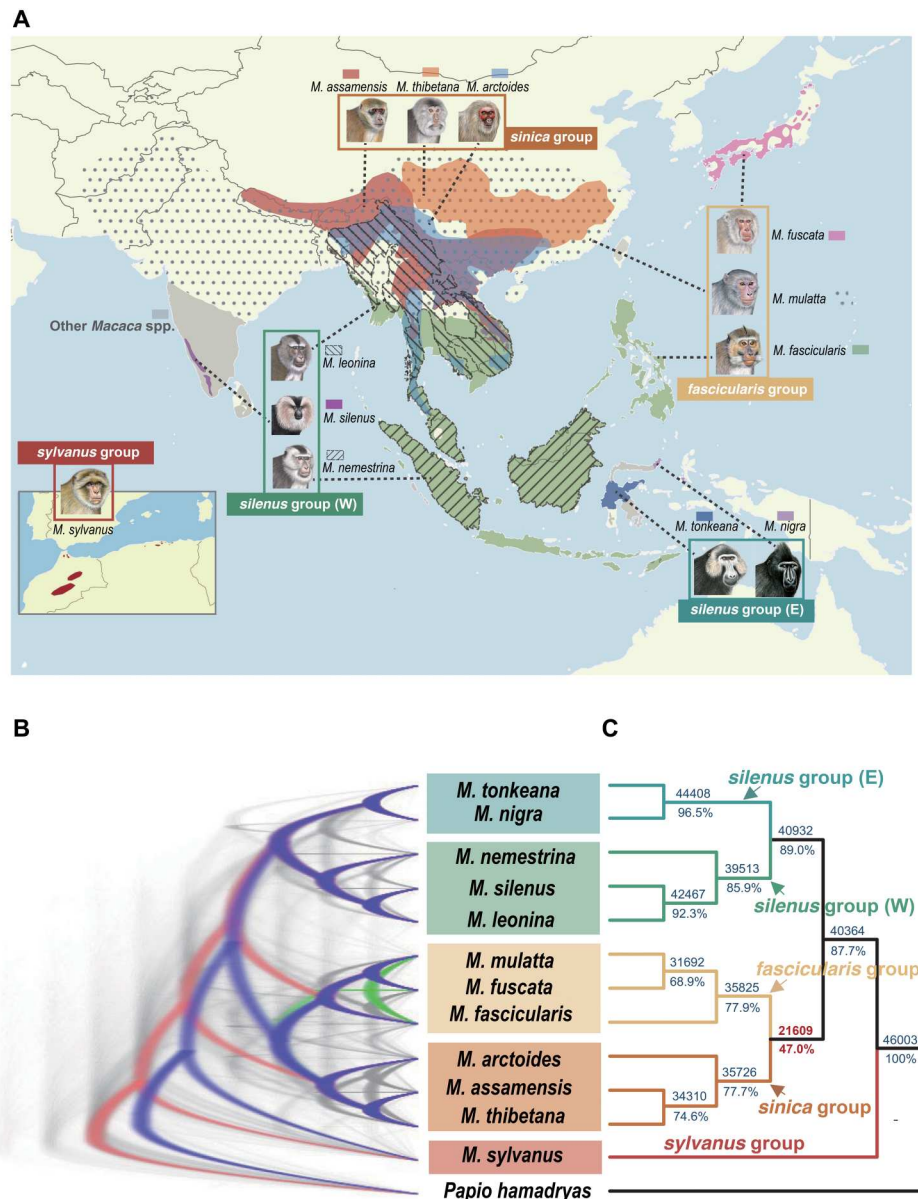 A
M. assamensis M. thibetana M. arctoides
sinica group
M. fuscata
M. mulatta
M. fascicularis
fascicularis group
Other Macaca spp.
M. leonina
M. silenus
M. nemestrina
silenus group (W)
sylvanus group
M. sylvanus
M. tonkeana M. nigra
silenus group (E)
B
C
M. tonkeana
M. nigra
M. nemestrina
M. silenus
M. leonina
M. mulatta
M. fuscata
M. fascicularis
M. arctoides
M. assamensis
M. thibetana
M. sylvanus
Papio hamadryas
silenus group (E)
44408
96.5%
40932
89.0%
39513
85.9%
42467
92.3%
silenus group (W)
40364
87.7%
31692
68.9%
fascicularis group
35825
77.9%
21609
47.0%
46003
100%
35726
77.7%
34310
74.6%
sinica group
-
sylvanus group